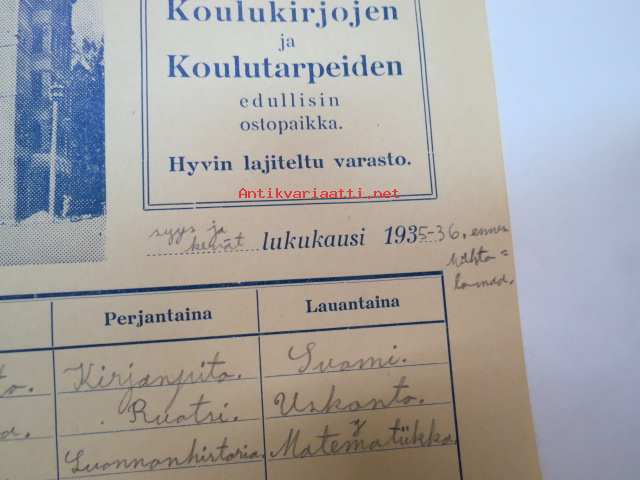 Koulukirjojen
ja
Koulutarpeiden
edullisin
ostopaikka.
Hyvin lajiteltu varasto.
Antikvariaatti.net
syys ja
kevät lukukausi 1935-36, ennen
Perjantaina Lauantaina
Kirjanpito. Suomi.
Ruotsi. Uskonto.
Luonnonhistoria. Matematiikka.